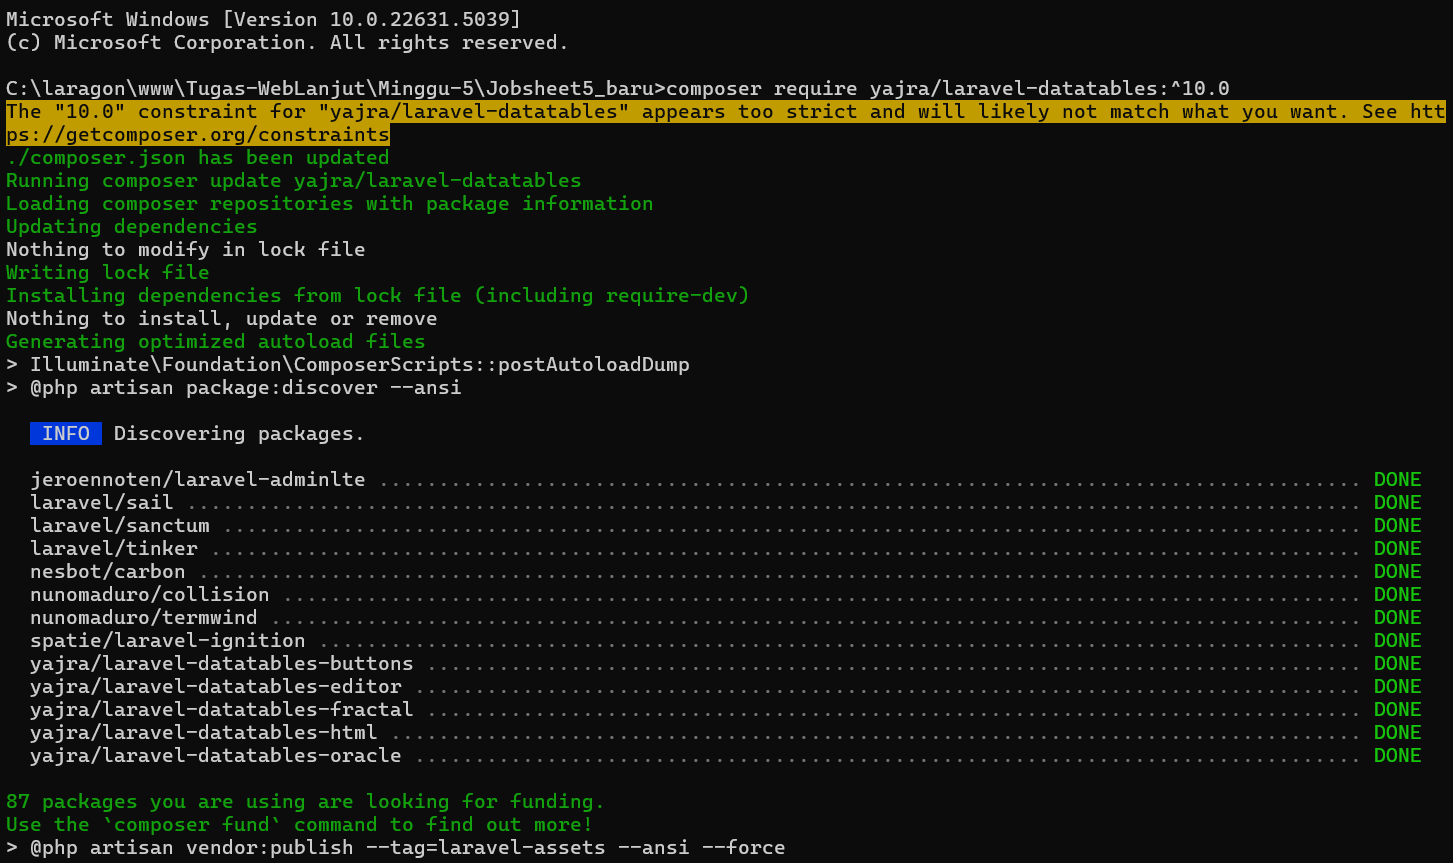 Microsoft Windows [Version 10.0.22631.5039]
(c) Microsoft Corporation. All rights reserved.
C:\laragon\www\Tugas-WebLanjut\Minggu-5\Jobsheet5_baru>composer require yajra/laravel-datatables:^10.0
The "10.0" constraint for "yajra/laravel-datatables" appears too strict and will likely not match what you want. See htt
ps://getcomposer.org/constraints
./composer.json has been updated
Running composer update yajra/laravel-datatables
Loading composer repositories with package information
Updating dependencies
Nothing to modify in lock file
Writing lock file
Installing dependencies from lock file (including require-dev)
Nothing to install, update or remove
Generating optimized autoload files
> Illuminate\Foundation\ComposerScripts::postAutoloadDump
> @php artisan package:discover --ansi
INFO Discovering packages.
jeroennoten/laravel-adminlte .................................................................................. DONE
laravel/sail .................................................................................................. DONE
laravel/sanctum ............................................................................................... DONE
laravel/tinker ................................................................................................ DONE
nesbot/carbon ................................................................................................. DONE
nunomaduro/collision .......................................................................................... DONE
nunomaduro/termwind ........................................................................................... DONE
spatie/laravel-ignition ....................................................................................... DONE
yajra/laravel-datatables-buttons .............................................................................. DONE
yajra/laravel-datatables-editor ............................................................................... DONE
yajra/laravel-datatables-fractal .............................................................................. DONE
yajra/laravel-datatables-html ................................................................................. DONE
yajra/laravel-datatables-oracle ............................................................................... DONE
87 packages you are using are looking for funding.
Use the `composer fund` command to find out more!
> @php artisan vendor:publish --tag=laravel-assets --ansi --force